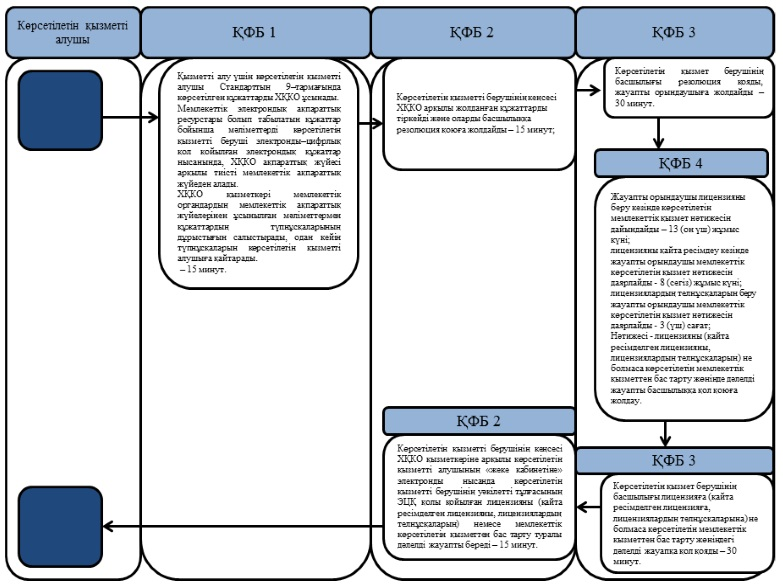 Көрсетілетін қызметті
алушы
ҚФБ 1
ҚФБ 2
ҚФБ 3
Қызметті алу үшін көрсетілетін қызметті
алушы Стандарттың 9–тармағында
көрсетілген құжаттарды ХҚКО ұсынады.
Мемлекеттік электрондық ақпараттық
ресурстары болып табылатын құжаттар
бойынша мәліметтерді көрсетілетін
қызметті беруші электронды–цифрлық
қол қойылған электрондық құжаттар
нысанында, ХҚКО ақпараттық жүйесі
арқылы тиісті мемлекеттік ақпараттық
жүйеден алады.
ХҚКО қызметкері мемлекеттік
органдардың мемлекеттік ақпараттық
жүйелерінен ұсынылған мәліметтермен
құжаттардың түпнұсқаларының
дұрыстығын салыстырады, одан кейін
түпнұсқаларын көрсетілетін қызметті
алушыға қайтарады.
– 15 минут.
Көрсетілетін қызметті берушінің кеңсесі
ХҚКО арқылы жолданған құжаттарды
тіркейді және оларды басшылыққа
резолюция қоюға жолдайды – 15 минут;
Көрсетілетін қызмет берушінің
басшылығы резолюция қояды,
жауапты орындаушыға жолдайды –
30 минут.
ҚФБ 4
Жауапты орындаушы лицензияны
беру кезінде көрсетілетін
мемлекеттік қызмет нәтижесін
дайындайды – 13 (он үш) жұмыс
күні;
лицензияны қайта ресімдеу кезінде
жауапты орындаушы мемлекеттік
көрсетілетін қызмет нәтижесін
даярлайды - 8 (сегіз) жұмыс күні;
лицензиялардың телнұсқаларын беру
жауапты орындаушы мемлекеттік
көрсетілетін қызмет нәтижесін
даярлайды - 3 (үш) сағат;
Нәтижесі - лицензияны (қайта
ресімделген лицензияны,
лицензиялардың телнұсқаларын) не
болмаса көрсетілетін мемлекеттік
қызметтен бас тарту жөнінде дәлелді
жауапты басшылыққа қол қоюға
жолдау.
ҚФБ 2
Көрсетілетін қызметті берушінің кеңсесі
ХҚКО қызметкеріне арқылы көрсетілетін
қызметті алушының «жеке кабинетіне»
электронды нысанда көрсетілетін
қызметті берушінің уәкілетті тұлғасының
ЭЦҚ қолы қойылған лицензияны (қайта
ресімделген лицензияны, лицензиялардың
телнұсқаларын) немесе мемлекеттік
көрсетілетін қызметтен бас тарту туралы
дәлелді жауапты береді – 15 минут.
ҚФБ 3
Көрсетілетін қызмет берушінің
басшылығы лицензияға (қайта
ресімделген лицензияға,
лицензиялардың телнұсқаларына) не
болмаса көрсетілетін мемлекеттік
қызметтен бас тарту жөніндегі
дәлелді жауапқа қол қояды – 30
минут.